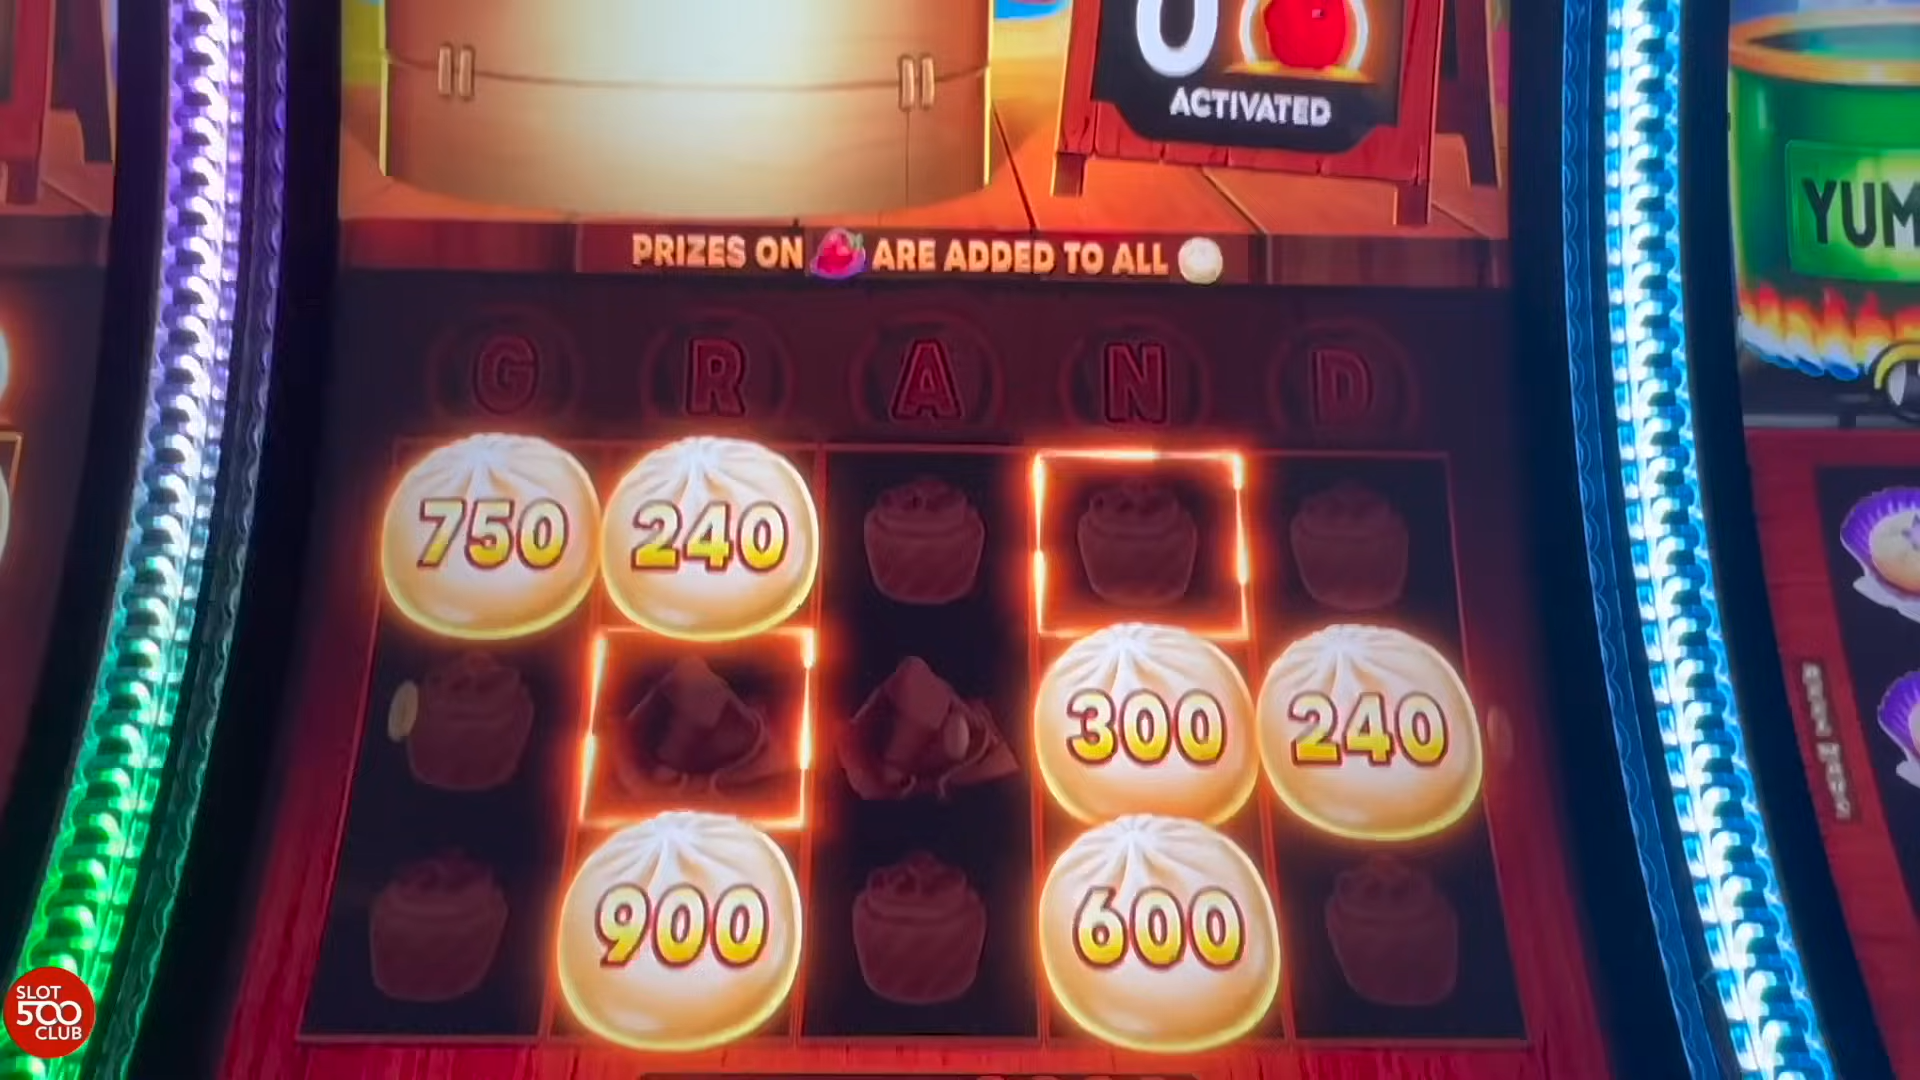 0
ACTIVATED
YUM
PRIZES ON ARE ADDED TO ALL
G R A N D
750 240
300 240
900 600
SLOT
500
CLUB